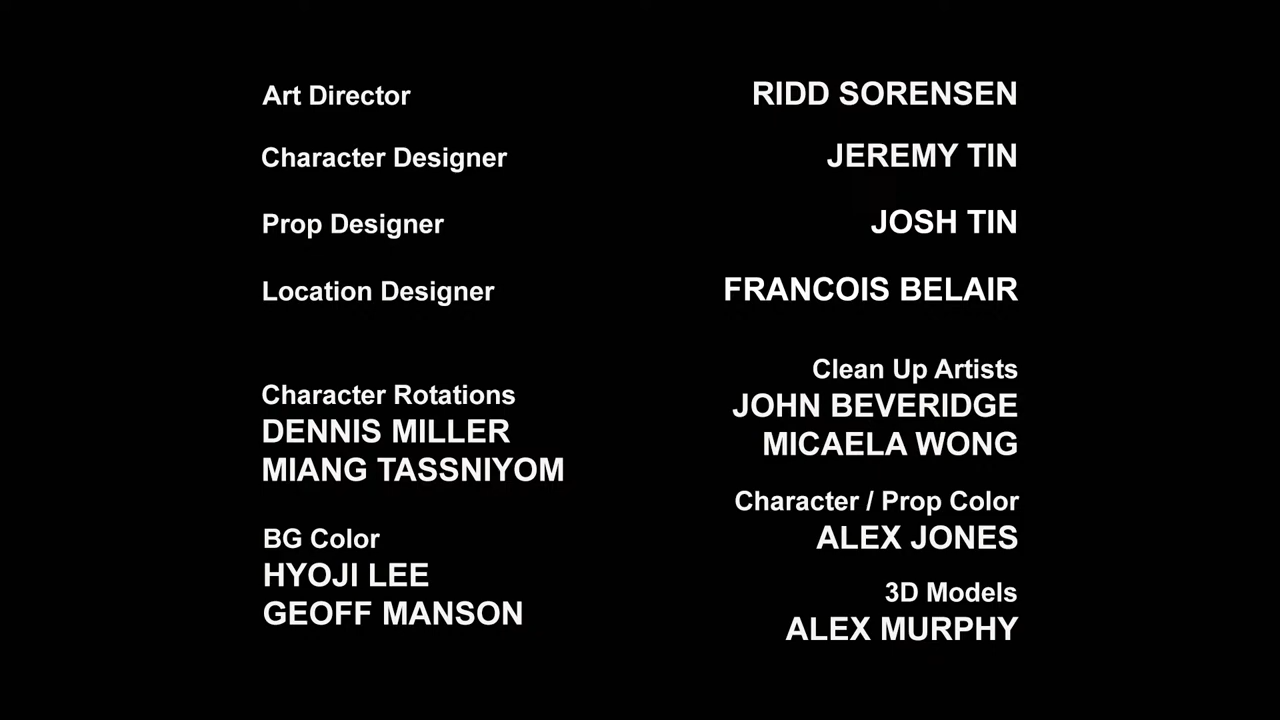 Art Director RIDD SORENSEN
Character Designer JEREMY TIN
Prop Designer JOSH TIN
Location Designer FRANCOIS BELAIR
Character Rotations
DENNIS MILLER
MIANG TASSNIYOM
BG Color
HYOJI LEE
GEOFF MANSON
Clean Up Artists
JOHN BEVERIDGE
MICAELA WONG
Character / Prop Color
ALEX JONES
3D Models
ALEX MURPHY